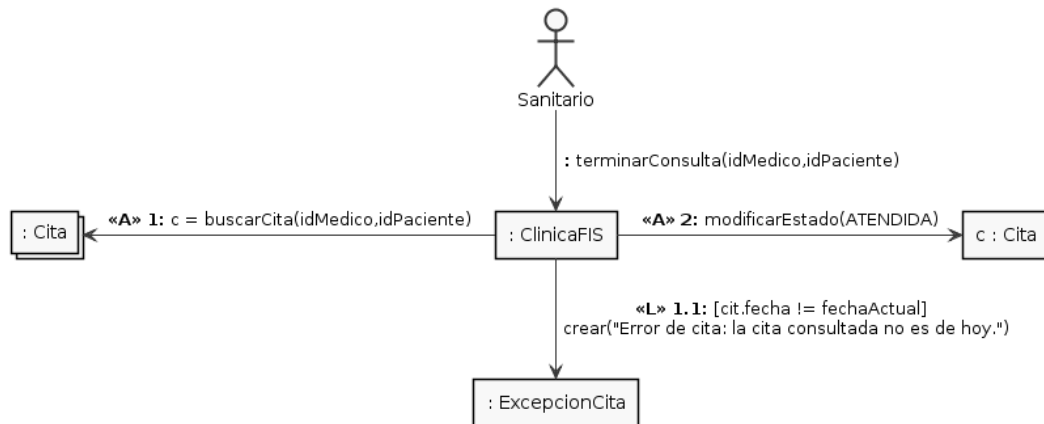 Sanitario
: terminarConsulta(idMedico,idPaciente)
: Cita
«A» 1: c = buscarCita(idMedico,idPaciente)
: ClinicaFIS
«A» 2: modificarEstado(ATENDIDA)
c : Cita
«L» 1.1: [cit.fecha != fechaActual]
crear("Error de cita: la cita consultada no es de hoy.")
: ExcepcionCita